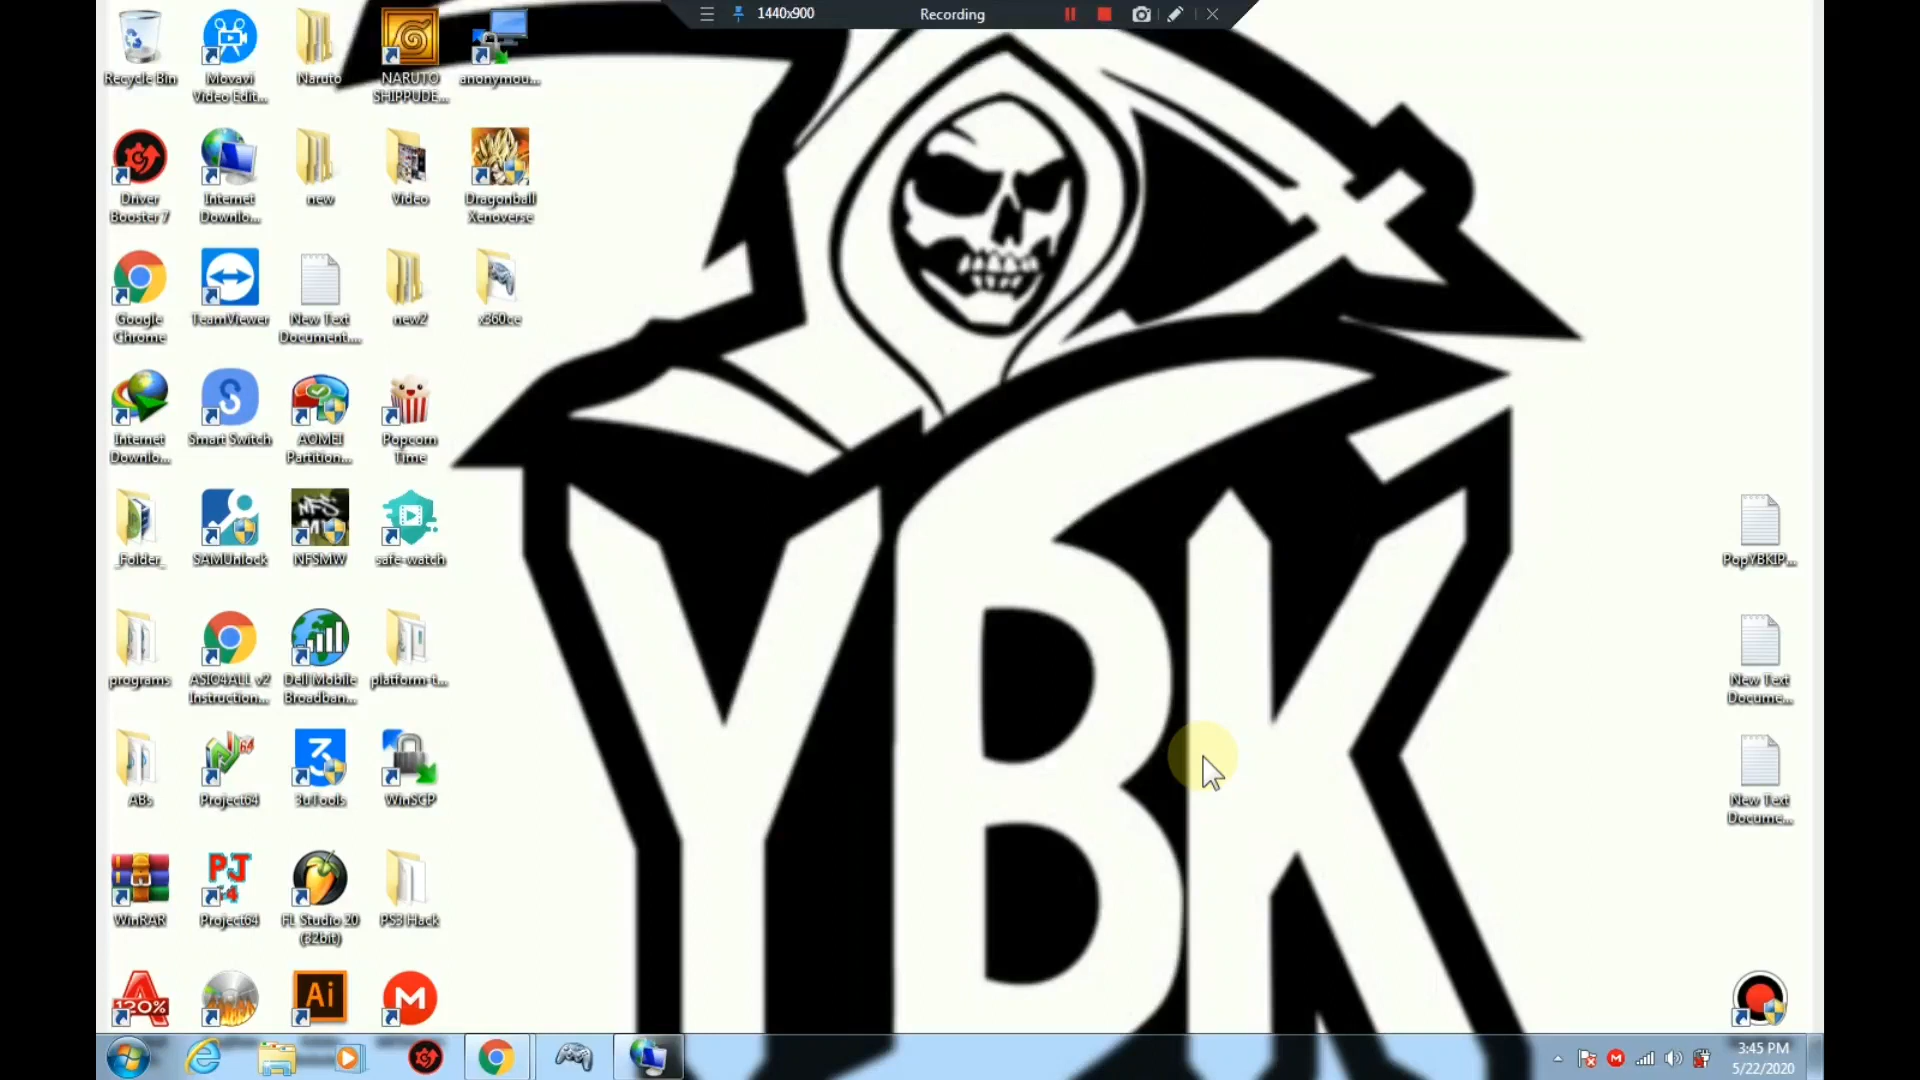 1440x900
Recording
Recycle Bin
Movavi
Video Edit...
Naruto
NARUTO
SHIPPUDE...
anonymou...
Driver
Booster 7
Internet
Downlo...
new
Video
Dragonball
Xenoverse
Google
Chrome
TeamViewer
New Text
Document....
new2
x360ce
Internet
Downlo...
Smart Switch
AOMEI
Partition...
Popcorn
Time
_Folder_
SAMUnlock
NFSMW
safe-watch
PopYBKIP...
programs
ASIO4ALL v2
Instruction...
Dell Mobile
Broadban...
platform-t...
New Text
Docume...
ABs
Project64
3uTools
WinSCP
New Text
Docume...
WinRAR
Project64
FL Studio 20
(32bit)
PS3 Hack
120%
Ai
M
YBK
3:45 PM
5/22/2020